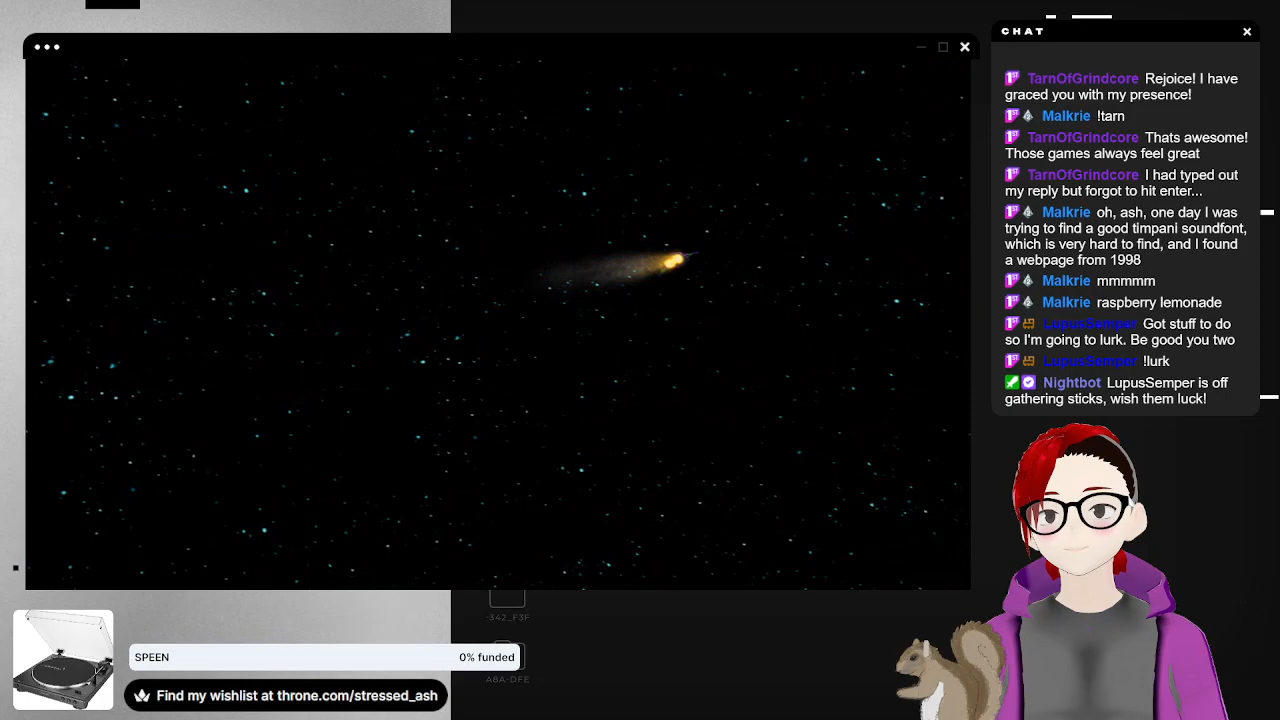 CHAT
TarnOfGrindcore Rejoice! I have
graced you with my presence!
Malkrie !tarn
TarnOfGrindcore Thats awesome!
Those games always feel great
TarnOfGrindcore I had typed out
my reply but forgot to hit enter...
Malkrie oh, ash, one day I was
trying to find a good timpani soundfont,
which is very hard to find, and I found
a webpage from 1998
Malkrie mmmmm
Malkrie raspberry lemonade
LupusSemper Got stuff to do
so I'm going to lurk. Be good you two
LupusSemper !lurk
Nightbot LupusSemper is off
gathering sticks, wish them luck!
-342_F3F
SPEEN 0% funded
A8A-DFE
Find my wishlist at throne.com/stressed_ash